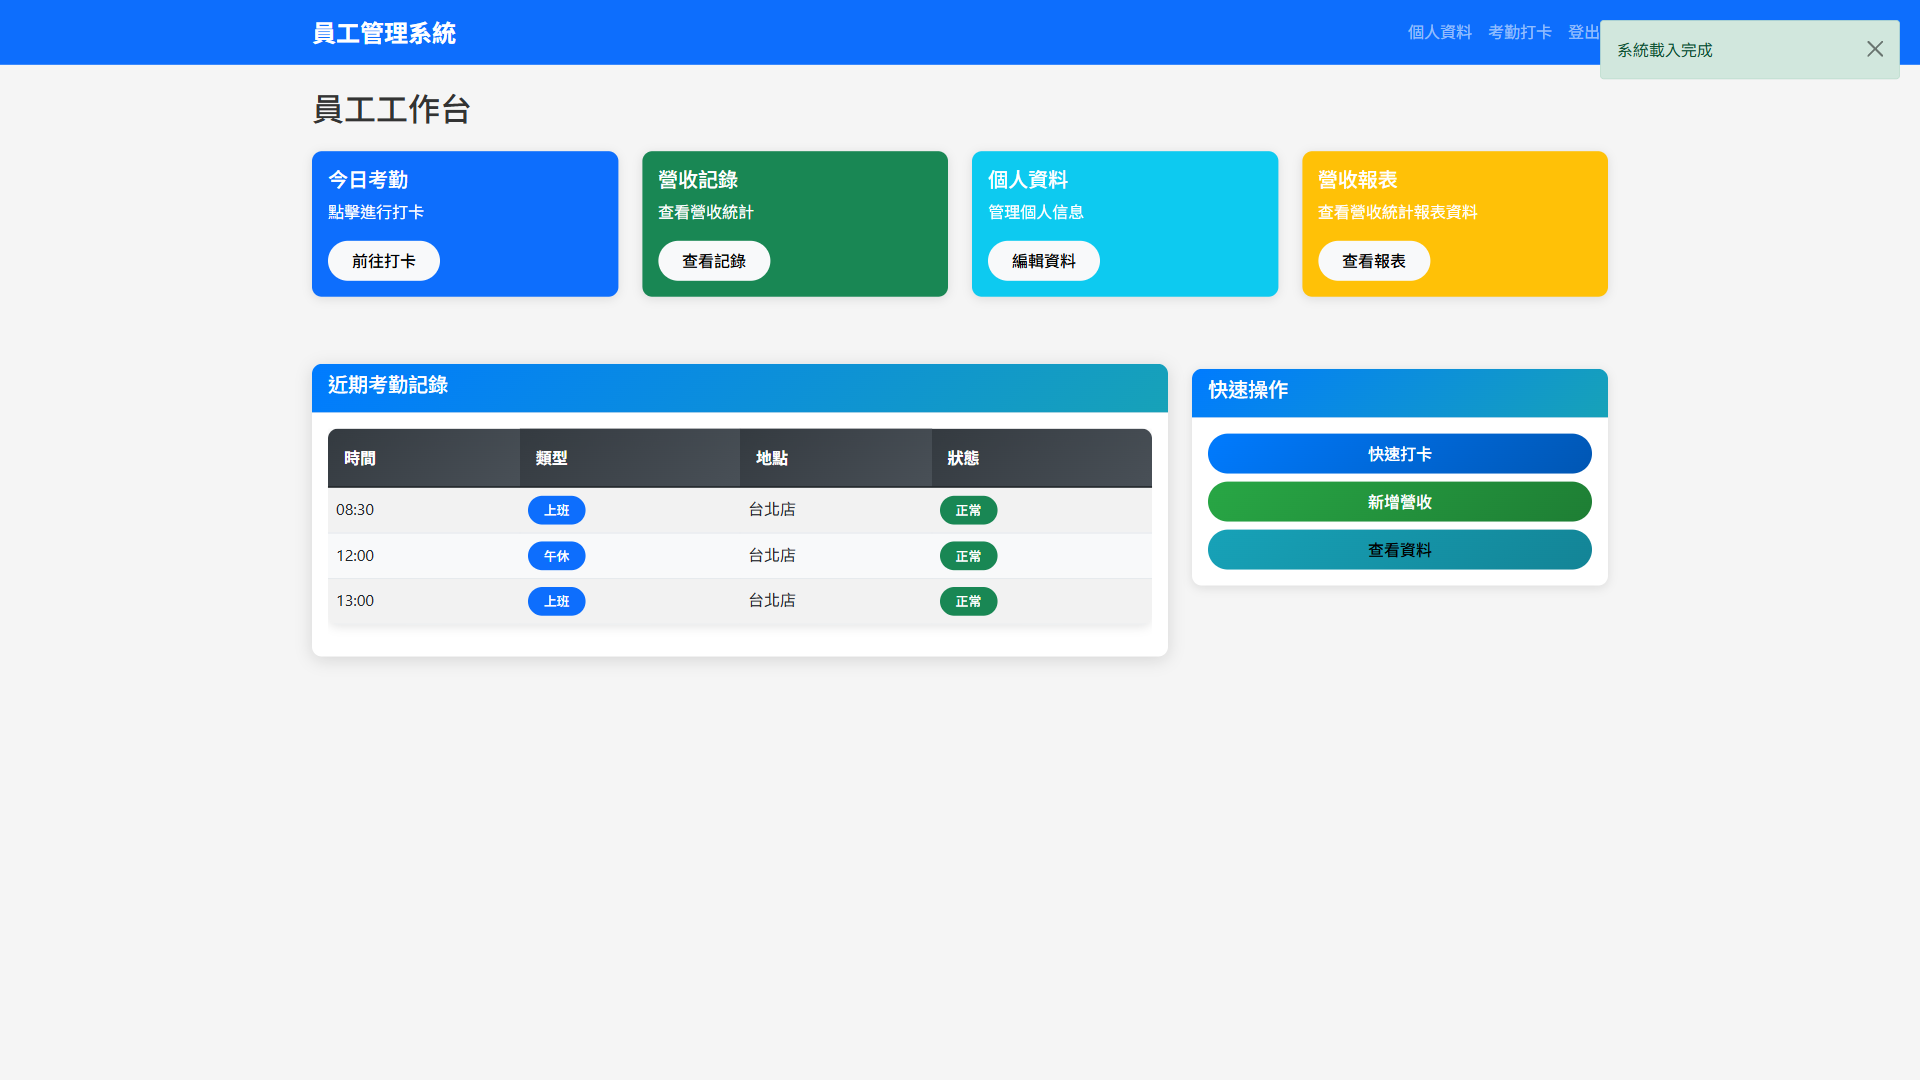 員工管理系統
個人資料 考勤打卡 登出
系統載入完成
員工工作台
今日考勤
點擊進行打卡
前往打卡
營收記錄
查看營收統計
查看記錄
個人資料
管理個人信息
編輯資料
營收報表
查看營收統計報表資料
查看報表
近期考勤記錄
時間 類型 地點 狀態
08:30 上班 台北店 正常
12:00 午休 台北店 正常
13:00 上班 台北店 正常
快速操作
快速打卡
新增營收
查看資料